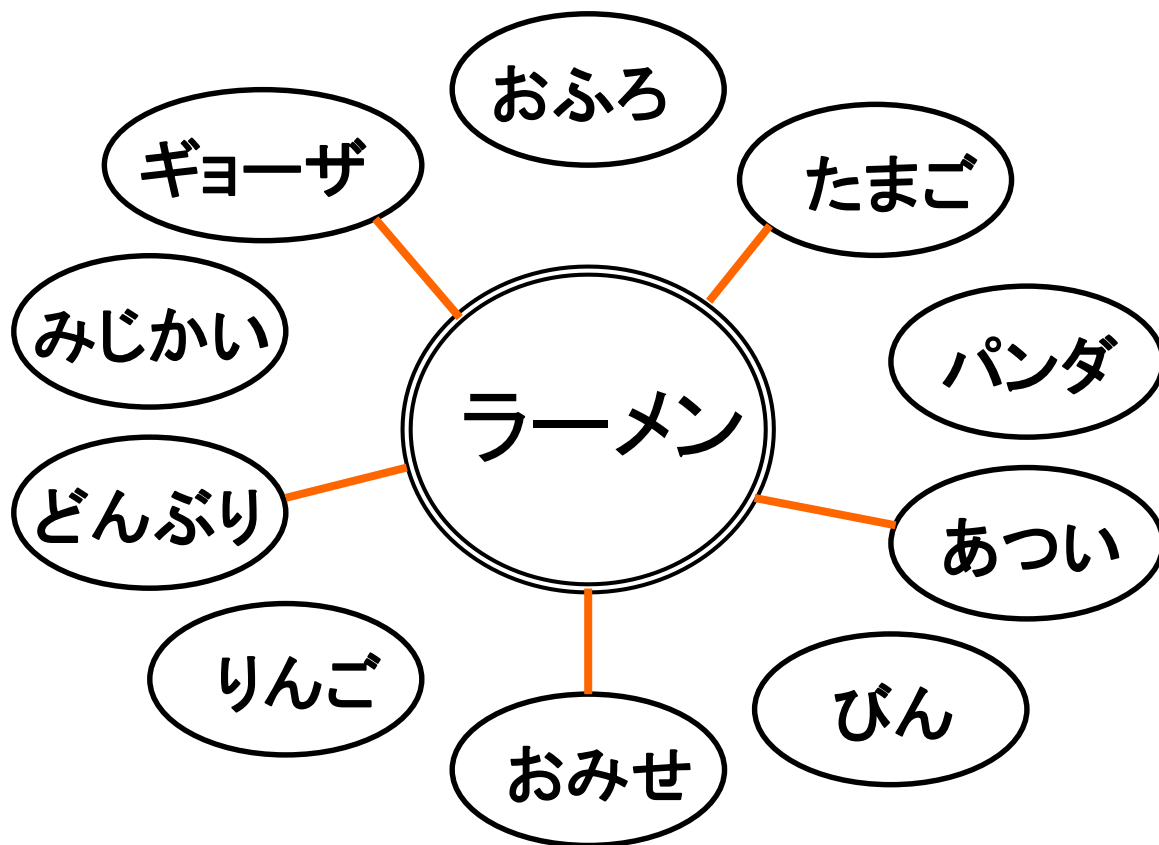 おふろ
ギョーザ
たまご
みじかい
パンダ
ラーメン
どんぶり
あつい
りんご
びん
おみせ